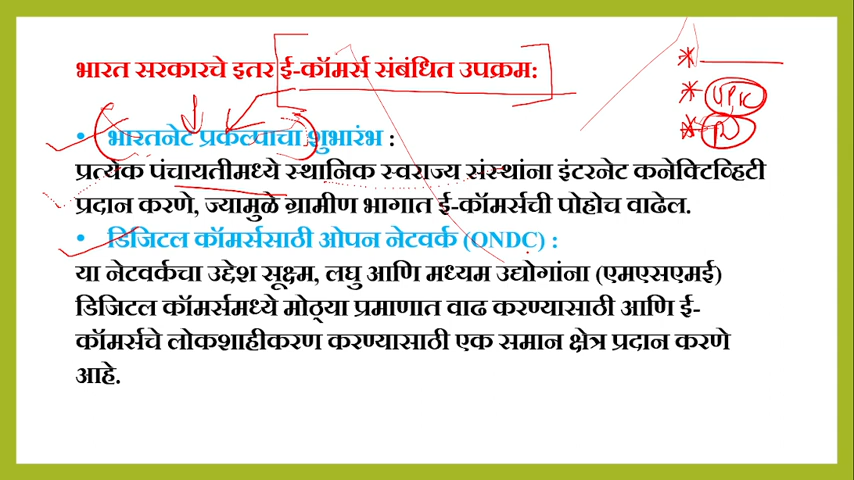 भारत सरकारचे इतर ई-कॉमर्स संबंधित उपक्रम:
• भारतनेट प्रकल्पाचा शुभारंभ :
प्रत्येक पंचायतीमध्ये स्थानिक स्वराज्य संस्थांना इंटरनेट कनेक्टिव्हिटी
प्रदान करणे, ज्यामुळे ग्रामीण भागात ई-कॉमर्सची पोहोच वाढेल.
• डिजिटल कॉमर्ससाठी ओपन नेटवर्क (ONDC) :
या नेटवर्कचा उद्देश सूक्ष्म, लघु आणि मध्यम उद्योगांना (एमएसएमई)
डिजिटल कॉमर्समध्ये मोठ्या प्रमाणात वाढ करण्यासाठी आणि ई-
कॉमर्सचे लोकशाहीकरण करण्यासाठी एक समान क्षेत्र प्रदान करणे
आहे.